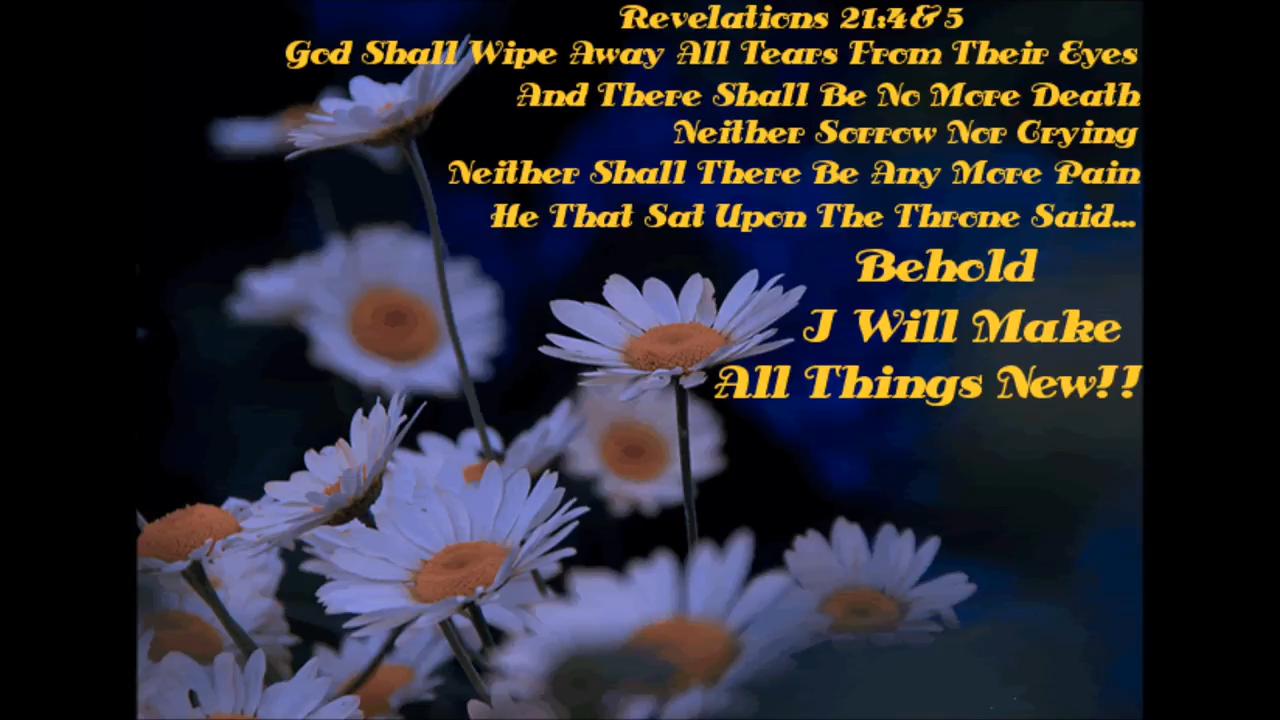 Revelations 21:4& 5
God Shall Wipe Away All Tears From Their Eyes
And There Shall Be No More Death
Neither Sorrow Nor Crying
Neither Shall There Be Any More Pain
He That Sat Upon The Throne Said...
Behold
I Will Make
All Things New!!